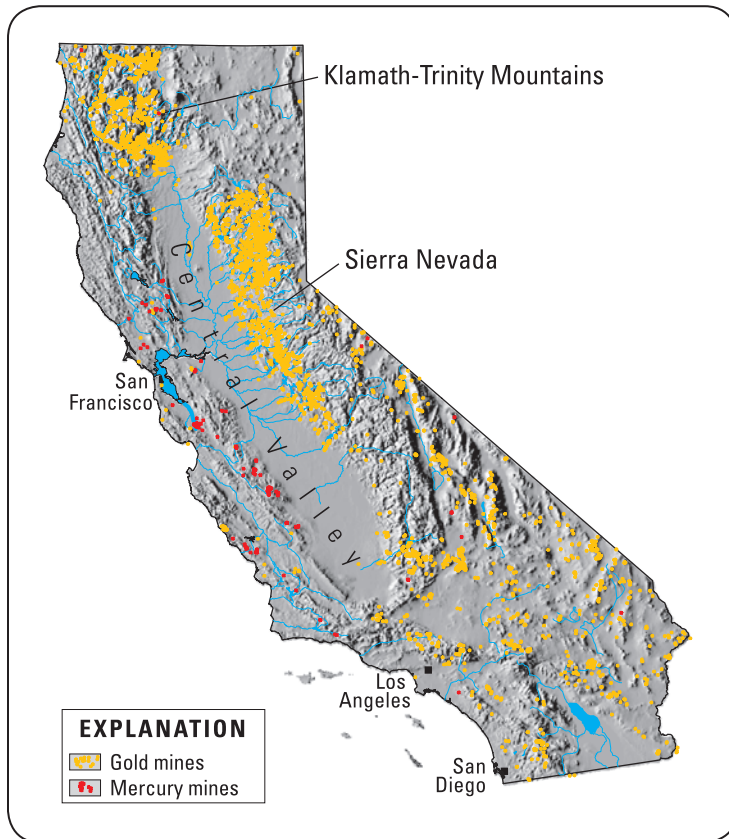 Klamath-Trinity Mountains
Sierra Nevada
Central Valley
San
Francisco
Los
Angeles
San
Diego
EXPLANATION
Gold mines
Mercury mines